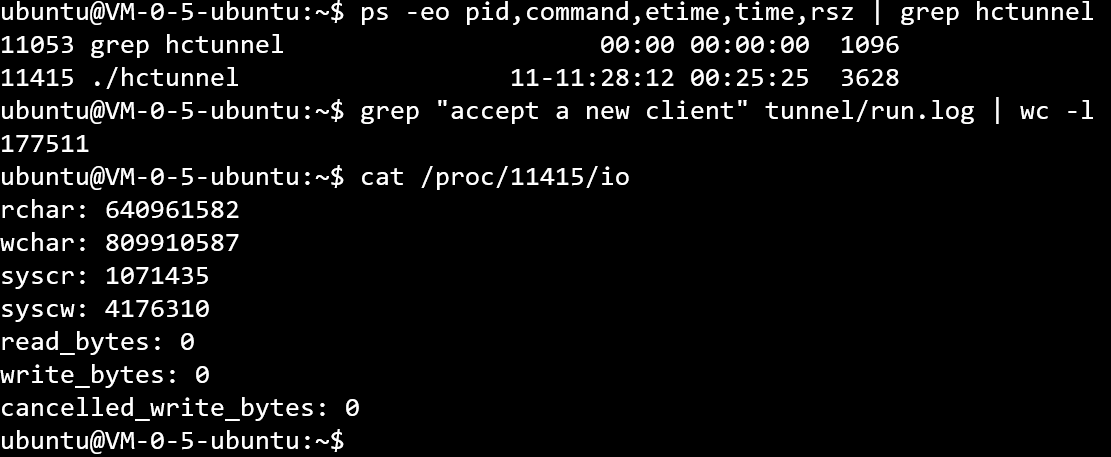 ubuntu@VM-0-5-ubuntu:~$ ps -eo pid,command,etime,time,rsz | grep hctunnel
11053 grep hctunnel                     00:00 00:00:00  1096
11415 ./hctunnel                  11-11:28:12 00:25:25  3628
ubuntu@VM-0-5-ubuntu:~$ grep "accept a new client" tunnel/run.log | wc -l
177511
ubuntu@VM-0-5-ubuntu:~$ cat /proc/11415/io
rchar: 640961582
wchar: 809910587
syscr: 1071435
syscw: 4176310
read_bytes: 0
write_bytes: 0
cancelled_write_bytes: 0
ubuntu@VM-0-5-ubuntu:~$